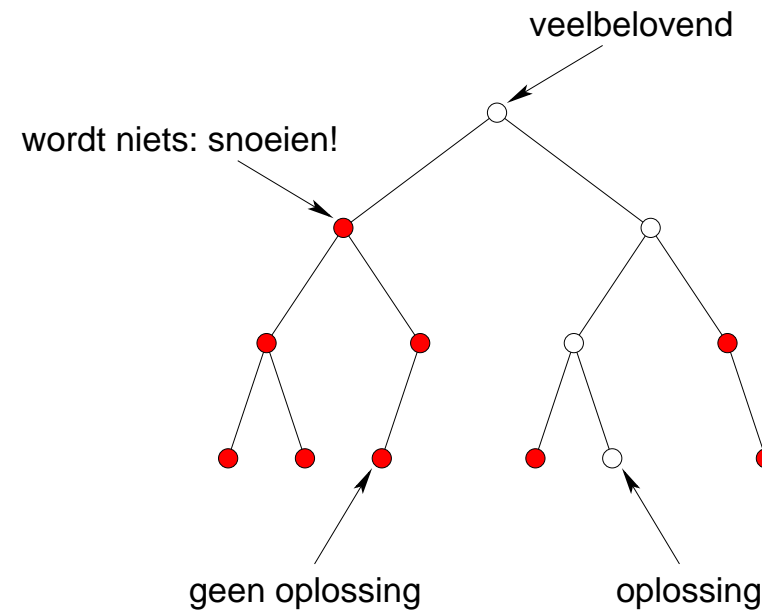 veelbelovend
wordt niets: snoeien!
geen oplossing
oplossing